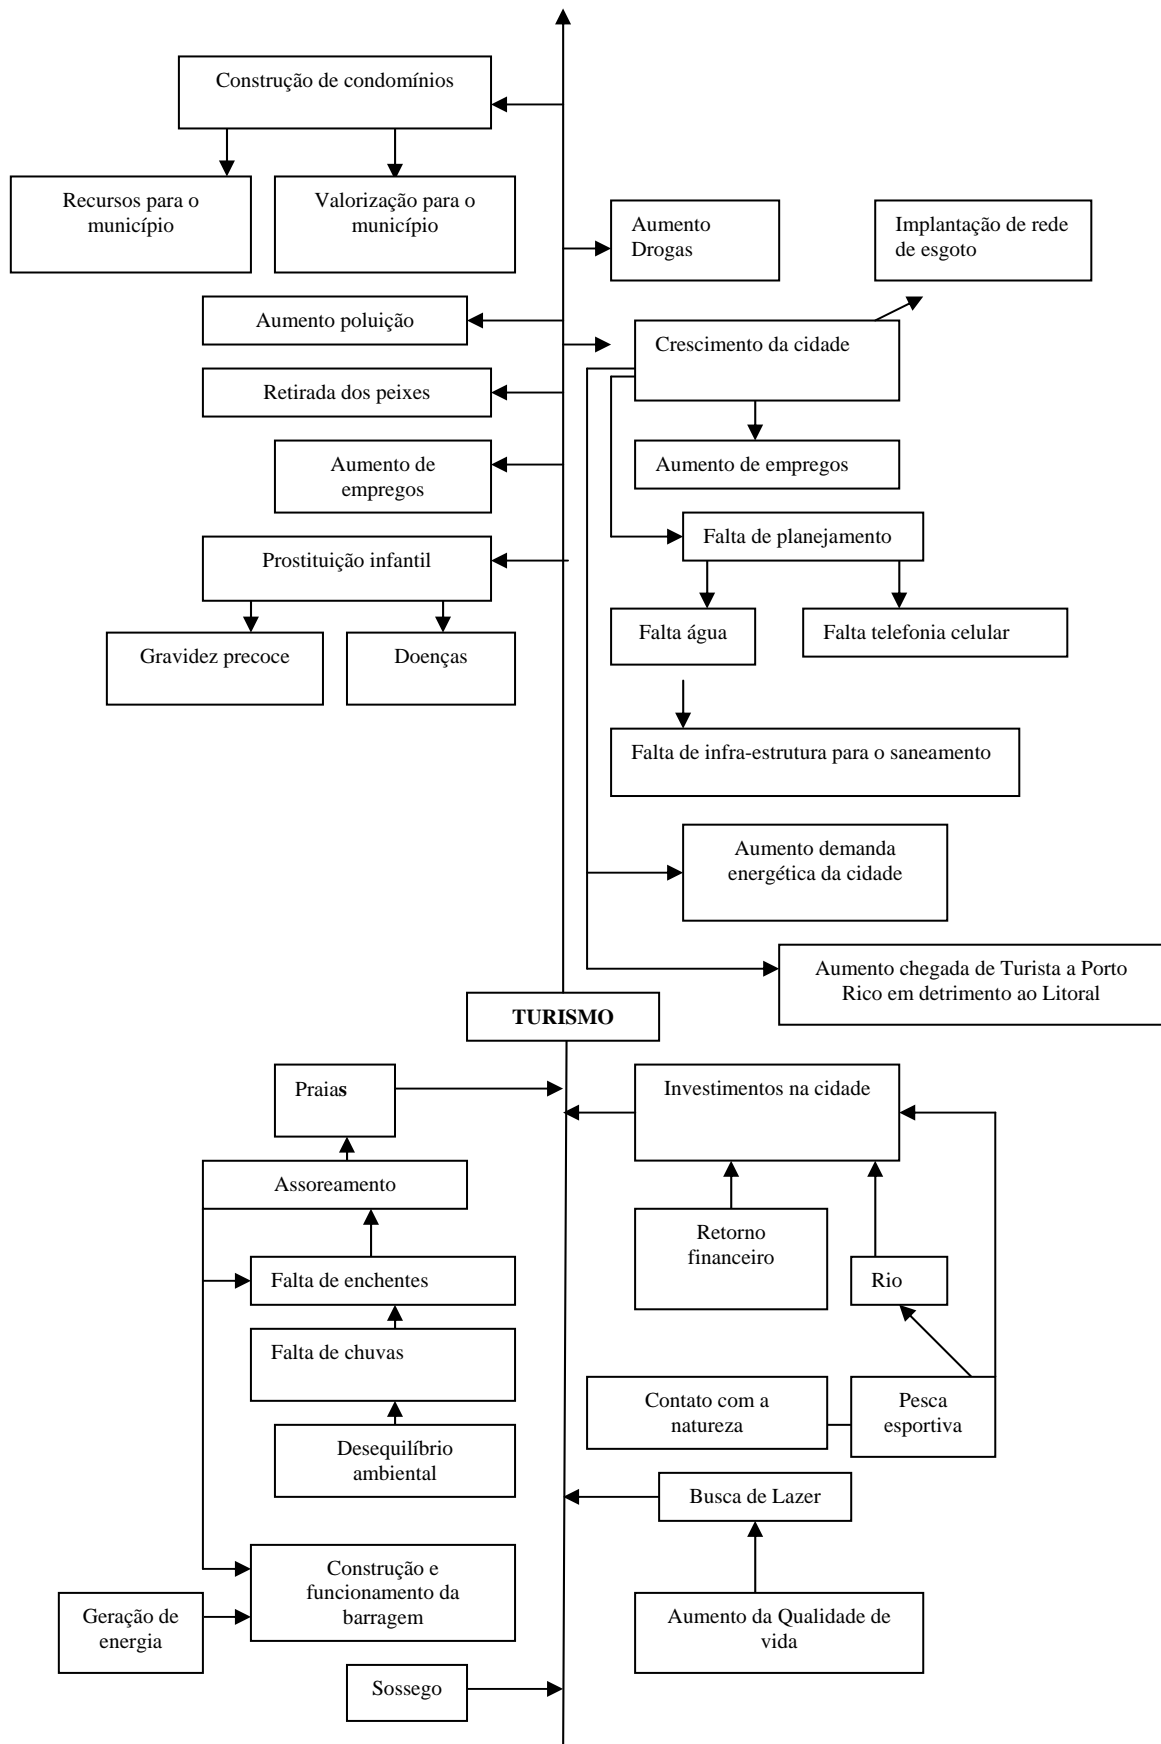 Construção de condomínios
Recursos para o
município
Valorização para o
município
Aumento
Drogas
Implantação de rede
de esgoto
Aumento poluição
Crescimento da cidade
Retirada dos peixes
Aumento de
empregos
Aumento de empregos
Falta de planejamento
Prostituição infantil
Falta água
Falta telefonia celular
Gravidez precoce
Doenças
Falta de infra-estrutura para o saneamento
Aumento demanda
energética da cidade
Aumento chegada de Turista a Porto
Rico em detrimento ao Litoral
TURISMO
Praias
Investimentos na cidade
Assoreamento
Retorno
financeiro
Falta de enchentes
Rio
Falta de chuvas
Contato com a
natureza
Pesca
esportiva
Desequilíbrio
ambiental
Busca de Lazer
Construção e
funcionamento da
barragem
Geração de
energia
Aumento da Qualidade de
vida
Sossego